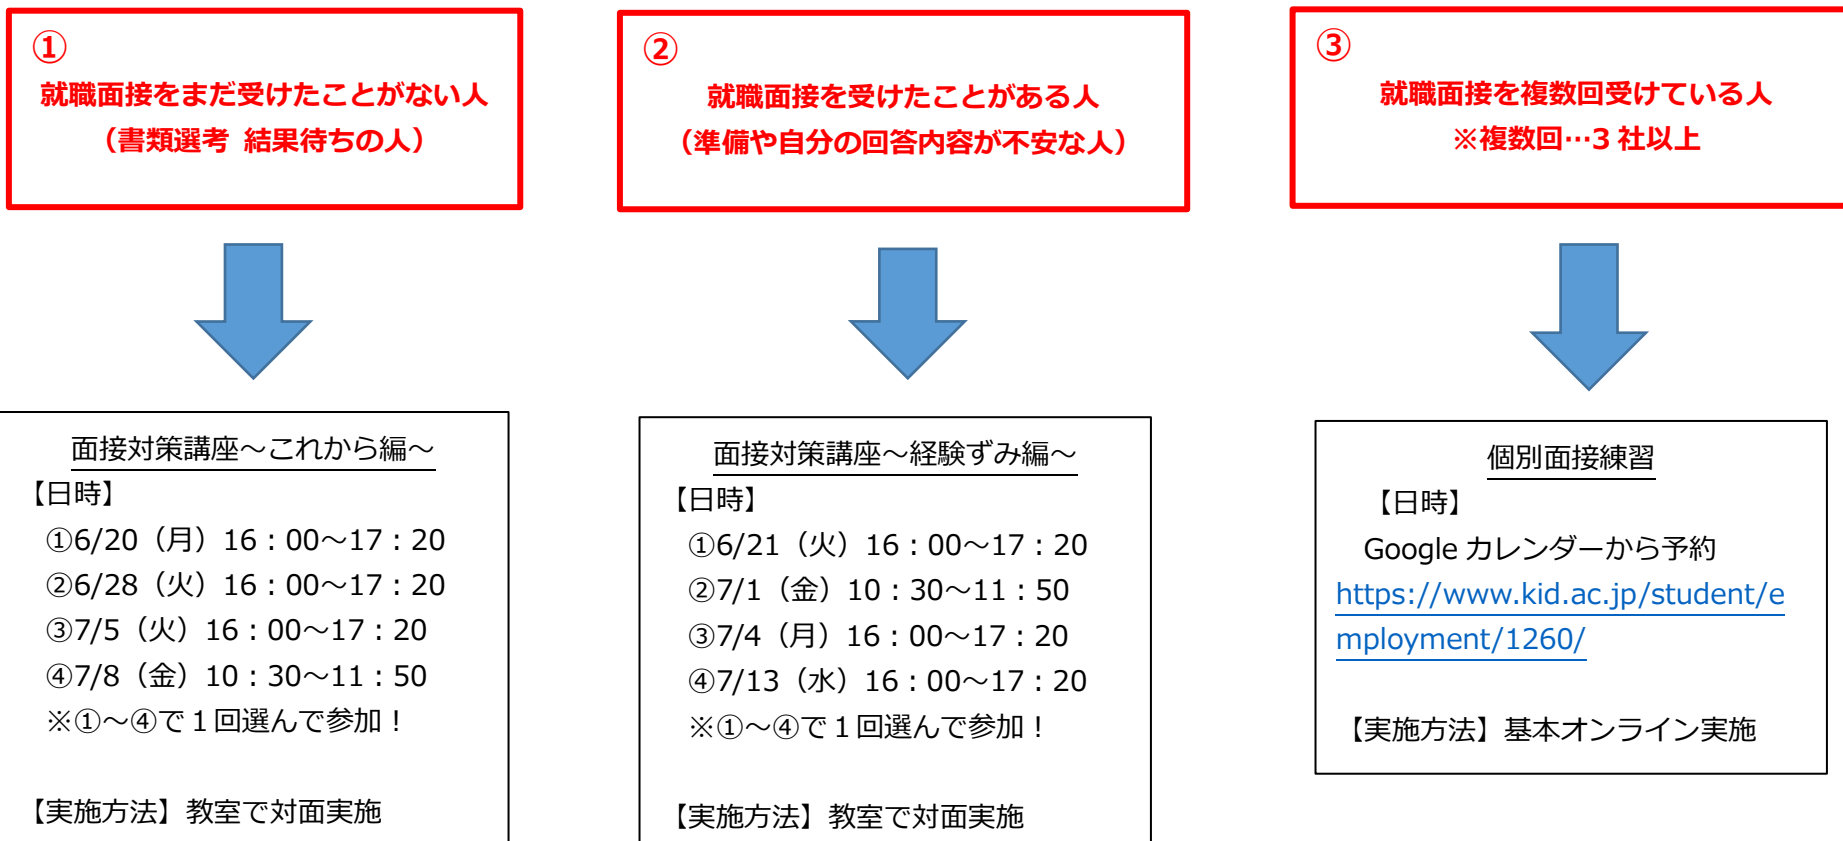 ①
就職面接をまだ受けたことがない人
（書類選考 結果待ちの人）
②
就職面接を受けたことがある人
（準備や自分の回答内容が不安な人）
③
就職面接を複数回受けている人
※複数回…3 社以上
面接対策講座～これから編～
【日時】
①6/20（月）16：00～17：20
②6/28（火）16：00～17：20
③7/5（火）16：00～17：20
④7/8（金）10：30～11：50
※①～④で１回選んで参加！
【実施方法】教室で対面実施
面接対策講座～経験ずみ編～
【日時】
①6/21（火）16：00～17：20
②7/1（金）10：30～11：50
③7/4（月）16：00～17：20
④7/13（水）16：00～17：20
※①～④で１回選んで参加！
【実施方法】教室で対面実施
個別面接練習
【日時】
Google カレンダーから予約
https://www.kid.ac.jp/student/e
mployment/1260/
【実施方法】基本オンライン実施